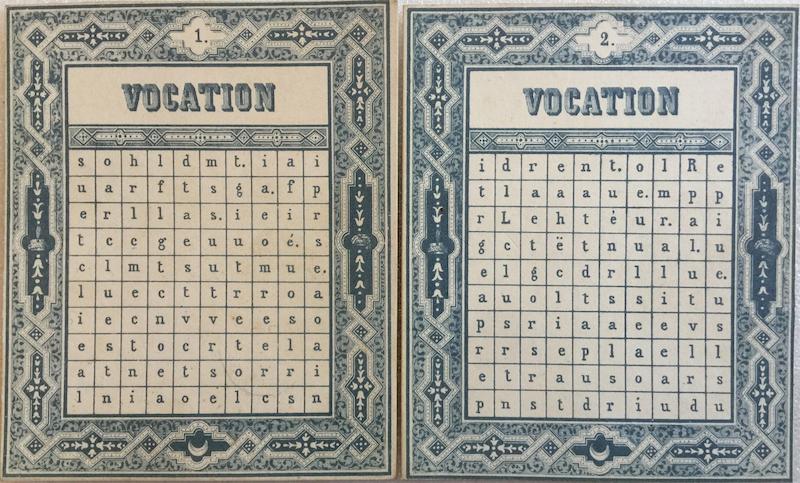 1.
VOCATION
s o h l d m t. i a i
u a r f t s g a. f p
e r l l a s. i e i r
t c c g e u u o é. s
c l m t s u t m u e.
l u e c t t r r o a
i e c n v v e e s o
e s t o c r t e l a
a t n e t s o r r i
l n i a o é l c s n
2.
VOCATION
i d r e n t. o l R e
t l a a a u e. m p p
r L e h t é u r. a i
g c t ë t n u a l. u
e l g c d r l l u e.
a u o l t s s i t u
p s r i a a e e v s
r r s e p l a e l l
e t r a u s o a r s
p n s t d r i u d u